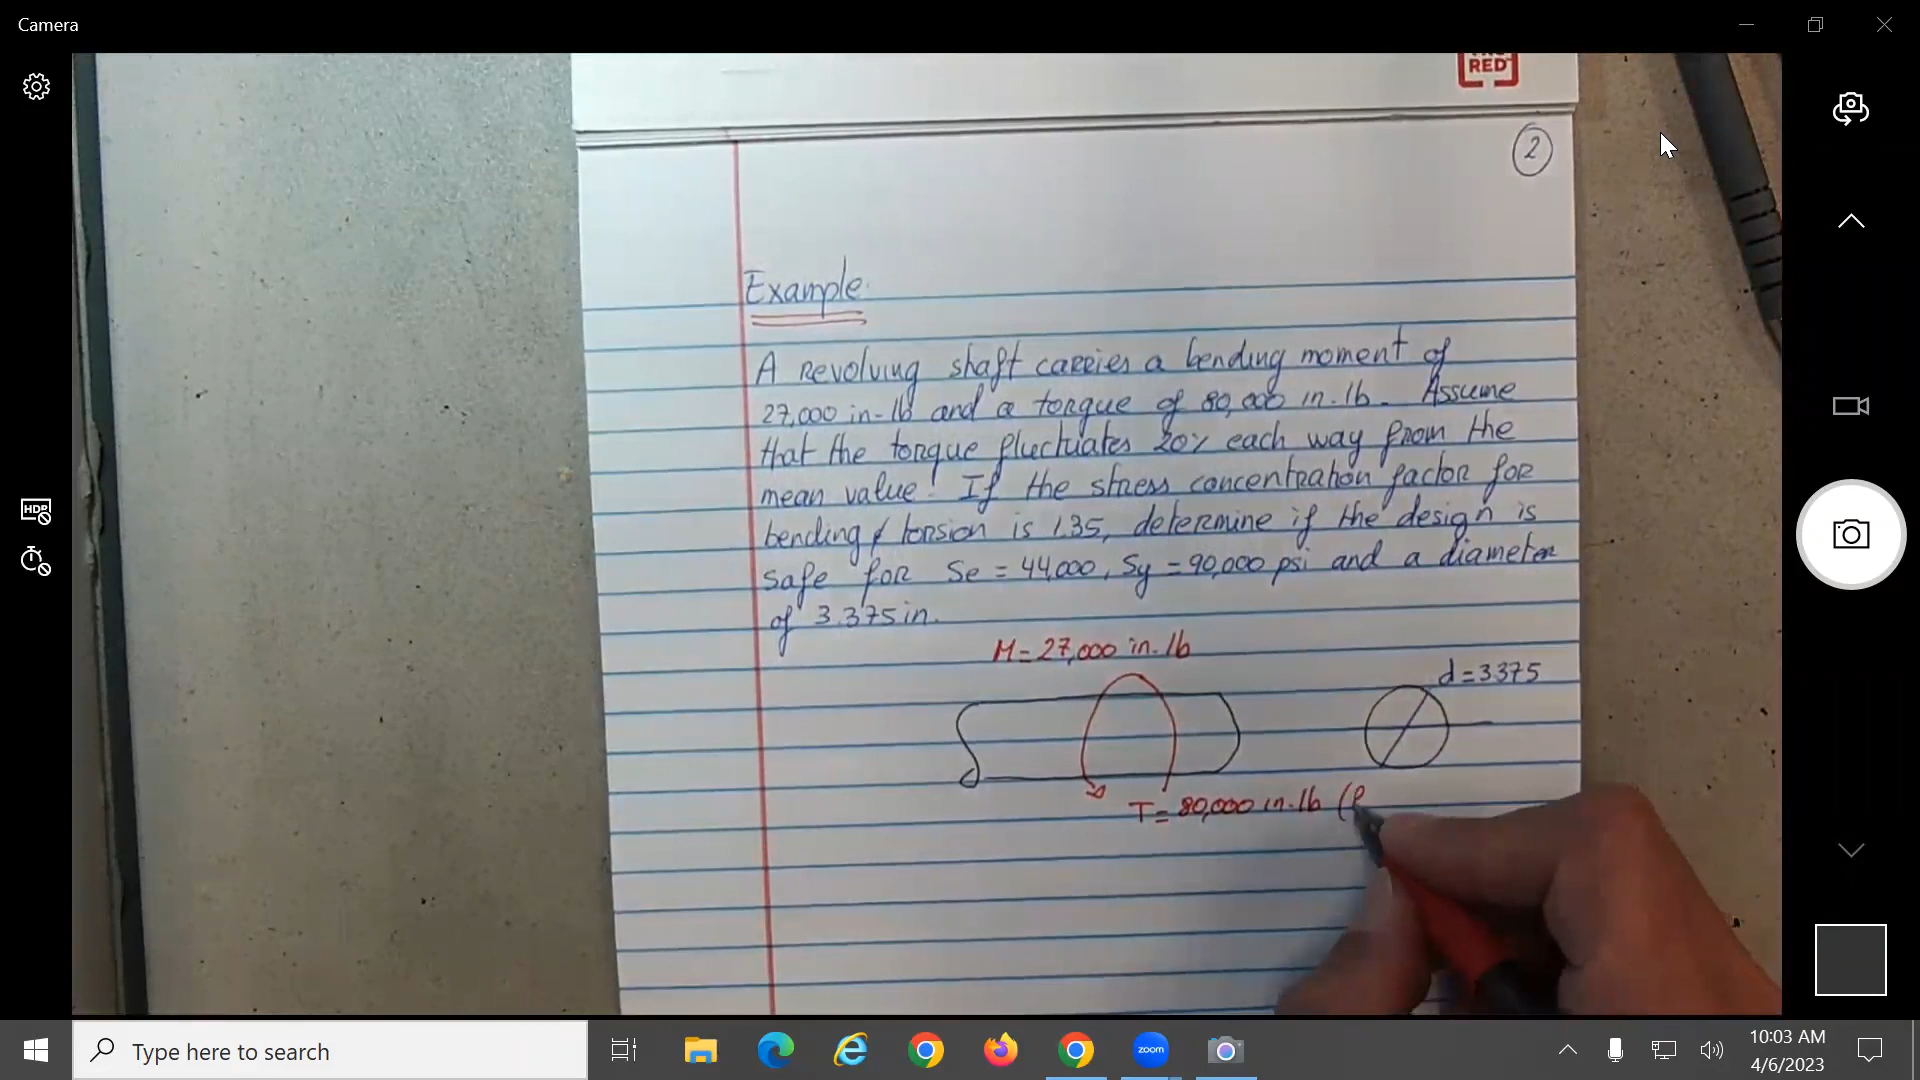 Camera
RED
2
Example.
A revolving shaft carries a bending moment of
27,000 in-lb and a torque of 80,000 in.lb. Assume
that the torque fluctuates 20% each way from the
mean value! If the stress concentration factor for
bending & torsion is 1.35, determine if the design is
safe for Se = 44,000, Sy = 90,000 psi and a diameter
of 3.375 in.
M = 27,000 in.lb
d = 3.375
T = 80,000 in.lb (
HDR
Type here to search
zoom
10:03 AM
4/6/2023